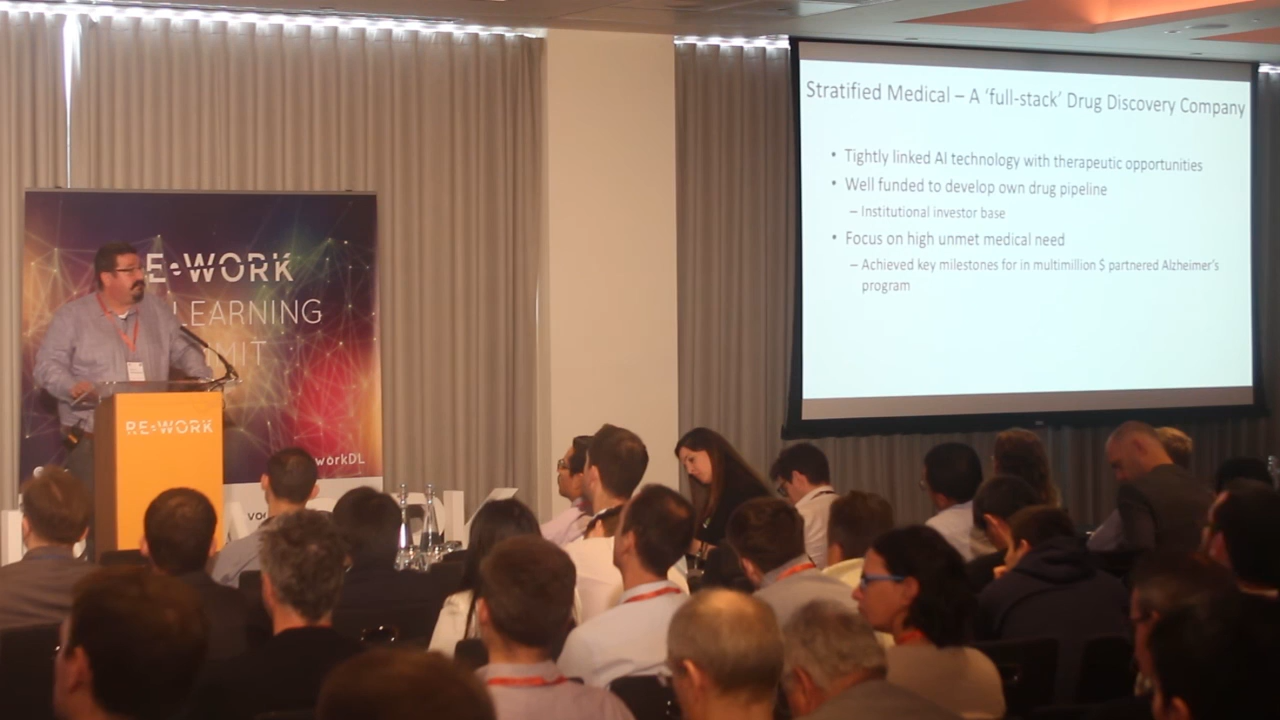 Stratified Medical – A ‘full-stack’ Drug Discovery Company
• Tightly linked AI technology with therapeutic opportunities
• Well funded to develop own drug pipeline
– Institutional investor base
• Focus on high unmet medical need
– Achieved key milestones for in multimillion $ partnered Alzheimer's
program
E•WORK
LEARNING
MIT
RE•WORK
workDL